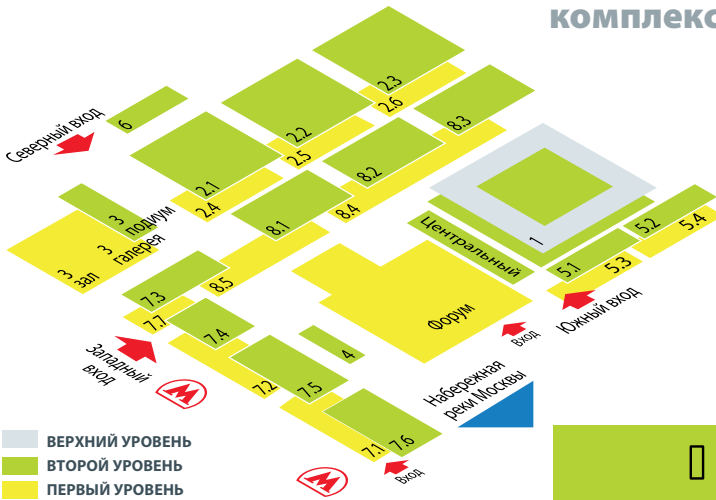 комплекс
2.3
2.6
8.3
6
Северный вход
2.2
2.5
8.2
2.1
2.4
8.4
3
подиум
3
галерея
3
зал
8.1
1
Центральный
5.2
5.4
5.1
5.3
Южный вход
7.3
8.5
7.7
7.4
Форум
Вход
Западный
вход
4
М
7.2
7.5
Набережная
реки Москвы
7.1
7.6
Вход
М
ВЕРХНИЙ УРОВЕНЬ
ВТОРОЙ УРОВЕНЬ
ПЕРВЫЙ УРОВЕНЬ